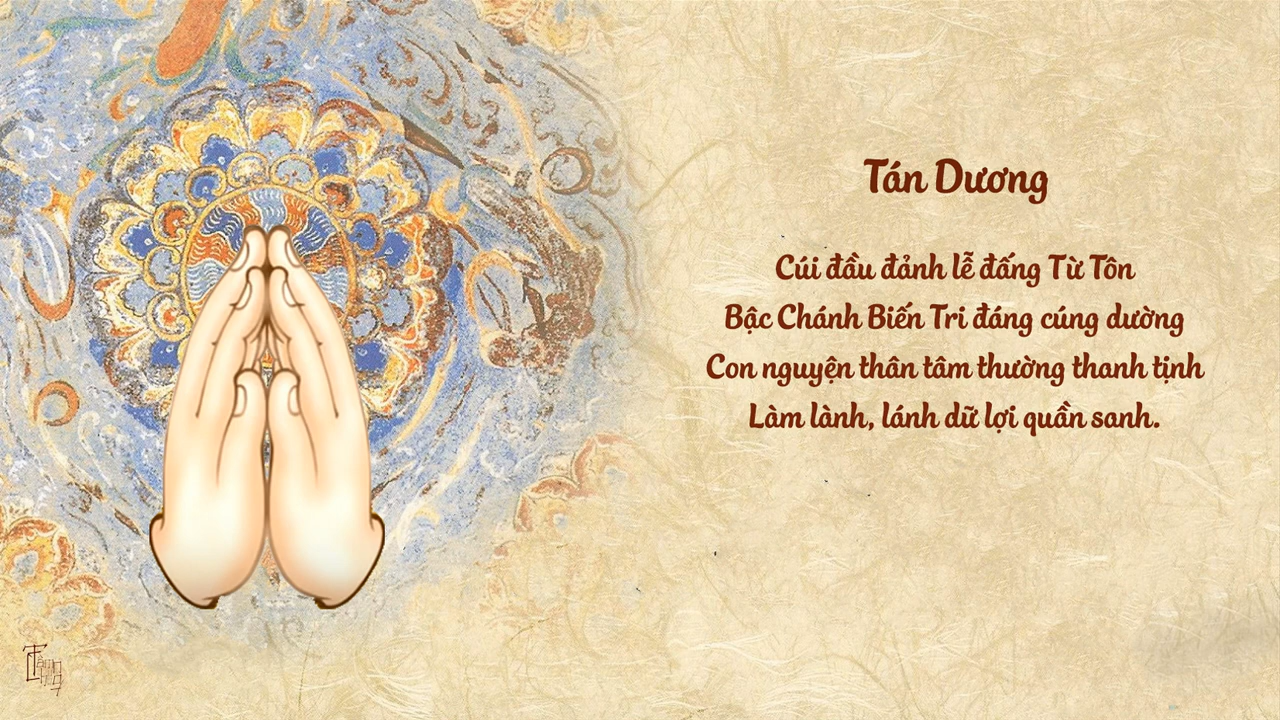 Tán Dương
Cúi đầu đảnh lễ đấng Từ Tôn
Bậc Chánh Biến Tri đáng cúng dường
Con nguyện thân tâm thường thanh tịnh
Làm lành, lánh dữ lợi quần sanh.